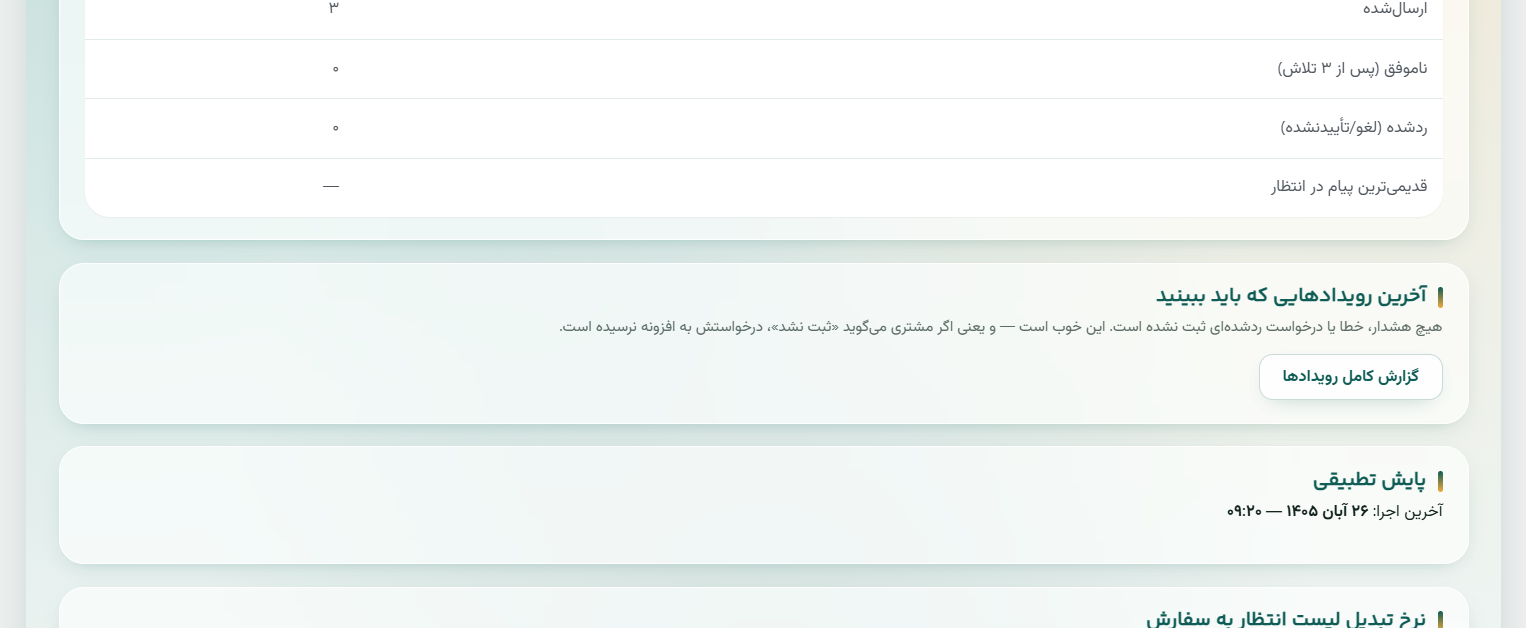 ارسال‌شده ۳
ناموفق (پس از ۳ تلاش) ۰
ردشده (لغو/تأییدنشده) ۰
قدیمی‌ترین پیام در انتظار —
آخرین رویدادهایی که باید ببینید
هیچ هشدار، خطا یا درخواست ردشده‌ای ثبت نشده است. این خوب است — و یعنی اگر مشتری می‌گوید «ثبت نشد»، درخواستش به افزونه نرسیده است.
گزارش کامل رویدادها
پایش تطبیقی
آخرین اجرا: ۲۶ آبان ۱۴۰۵ — ۰۹:۲۰
نرخ تبدیل لیست انتظار به سفارش